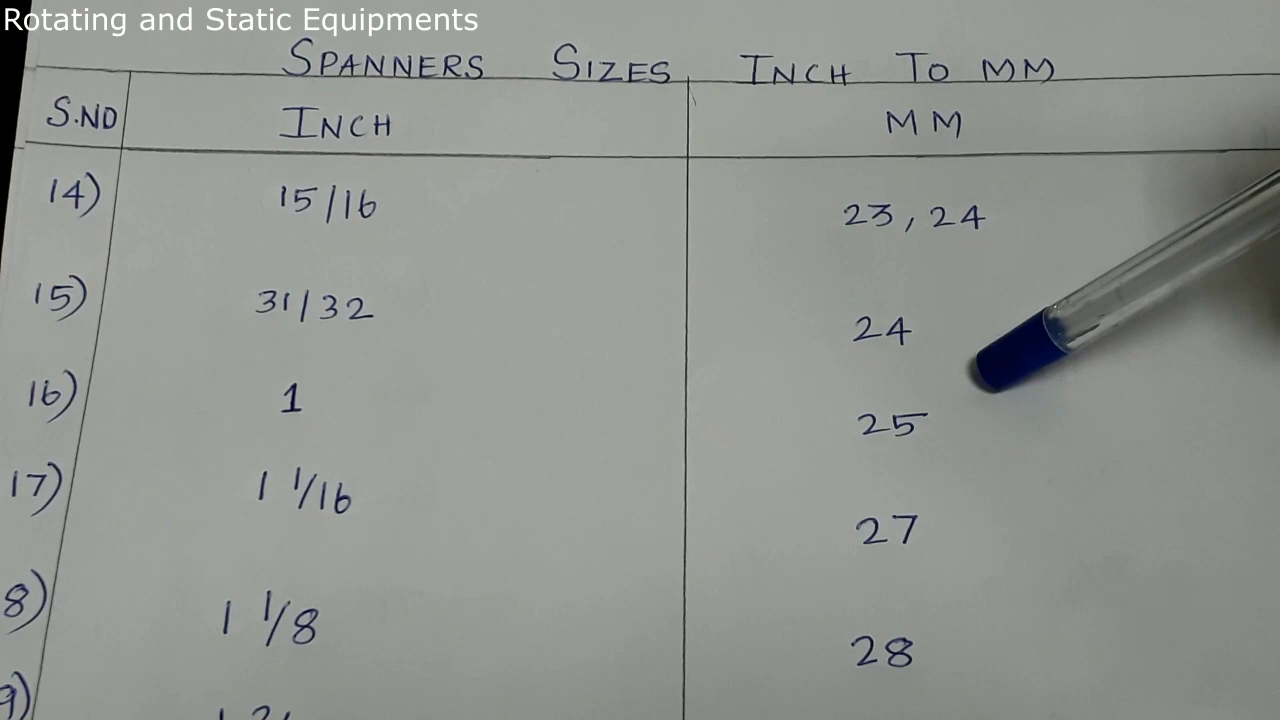 Rotating and Static Equipments
SPANNERS SIZES INCH TO MM
S.NO INCH MM
14) 15/16 23, 24
15) 31/32 24
16) 1 25
17) 1 1/16 27
8) 1 1/8 28
9)